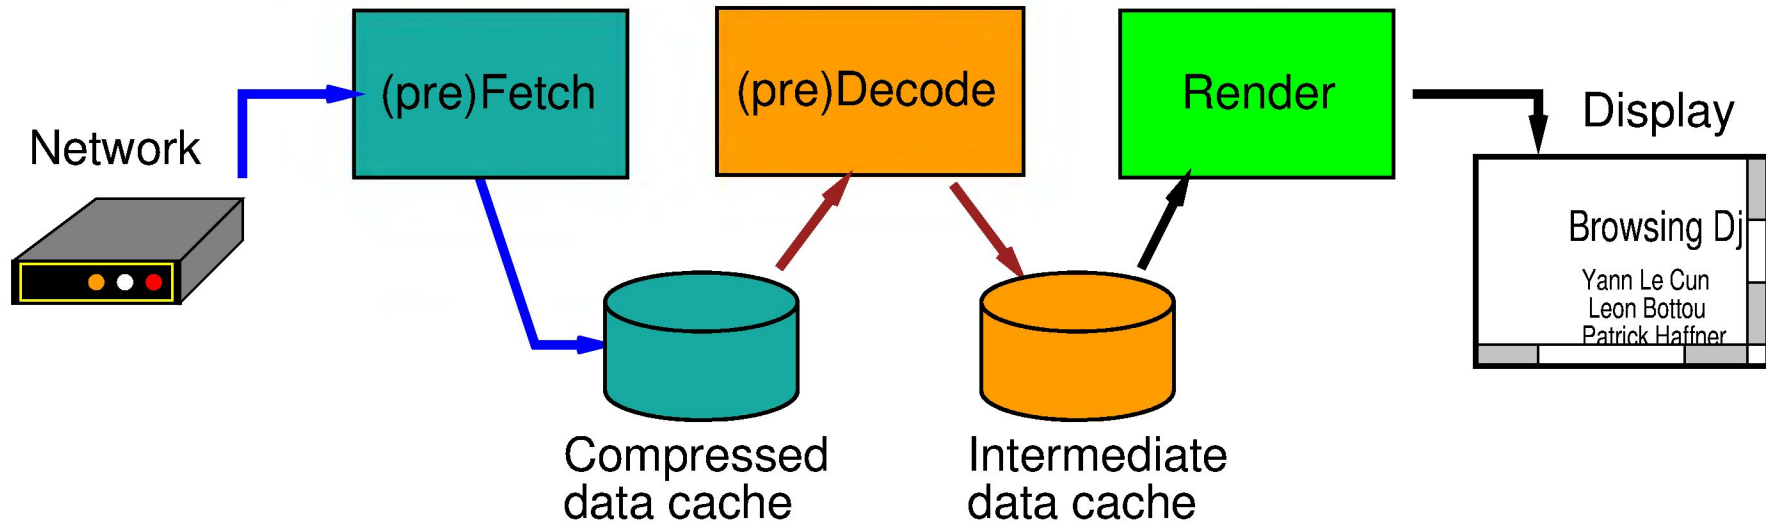 Network
(pre)Fetch
(pre)Decode
Render
Display
Browsing Dj
Yann Le Cun
Leon Bottou
Patrick Haffner
Compressed
data cache
Intermediate
data cache